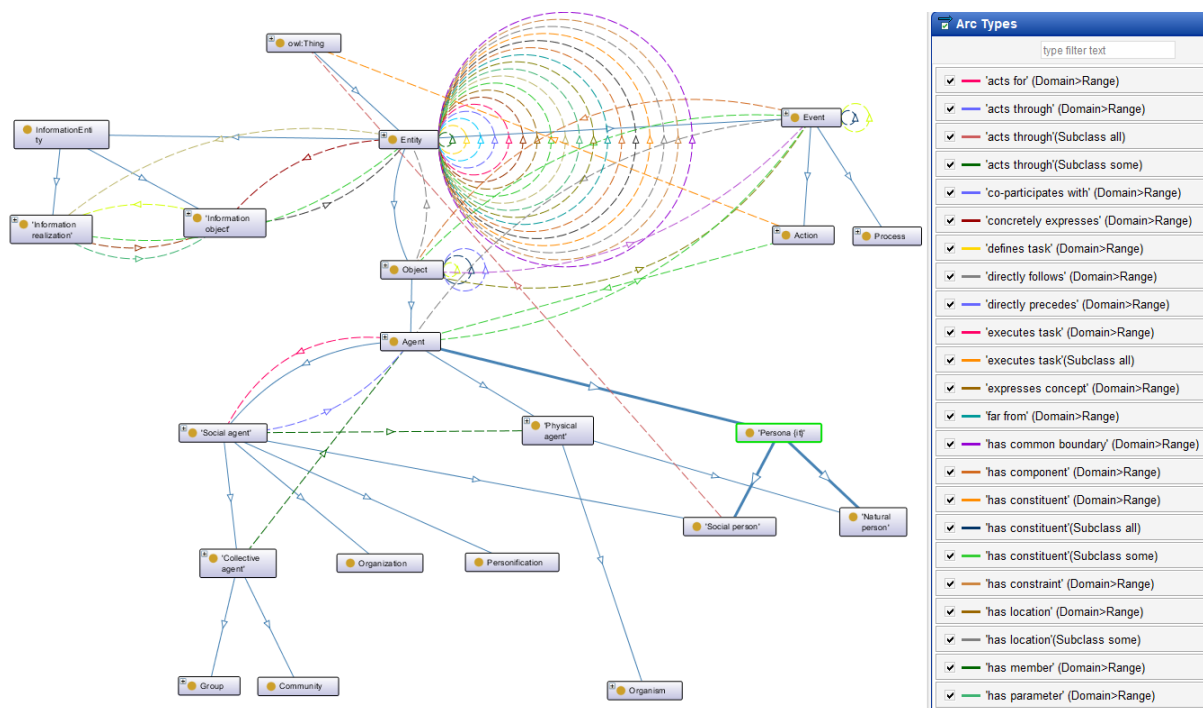 owl:Thing
InformationEnti
ty
Entity
Event
'Information
realization'
'Information
object'
Action
Process
Object
Agent
'Social agent'
'Physical
agent'
'Persona (it)'
'Social person'
'Natural
person'
'Collective
agent'
Organization
Personification
Group
Community
Organism
Arc Types
type filter text
'acts for' (Domain>Range)
'acts through' (Domain>Range)
'acts through'(Subclass all)
'acts through'(Subclass some)
'co-participates with' (Domain>Range)
'concretely expresses' (Domain>Range)
'defines task' (Domain>Range)
'directly follows' (Domain>Range)
'directly precedes' (Domain>Range)
'executes task' (Domain>Range)
'executes task'(Subclass all)
'expresses concept' (Domain>Range)
'far from' (Domain>Range)
'has common boundary' (Domain>Range)
'has component' (Domain>Range)
'has constituent' (Domain>Range)
'has constituent'(Subclass all)
'has constituent'(Subclass some)
'has constraint' (Domain>Range)
'has location' (Domain>Range)
'has location'(Subclass some)
'has member' (Domain>Range)
'has parameter' (Domain>Range)